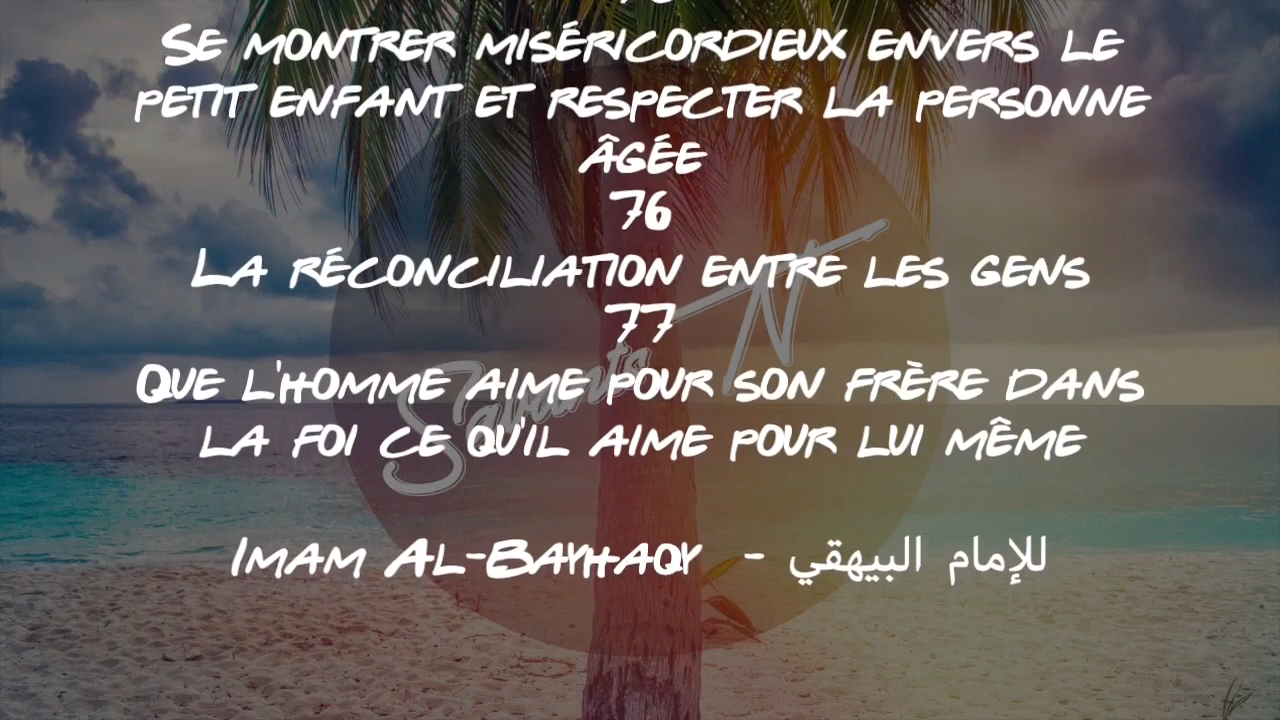 Se montrer miséricordieux envers le
petit enfant et respecter la personne
âgée
76
La réconciliation entre les gens
77
Que l'homme aime pour son frère dans
la foi ce qu'il aime pour lui même
Imam Al-Bayhaqy - للإمام البيهقي
Savants N